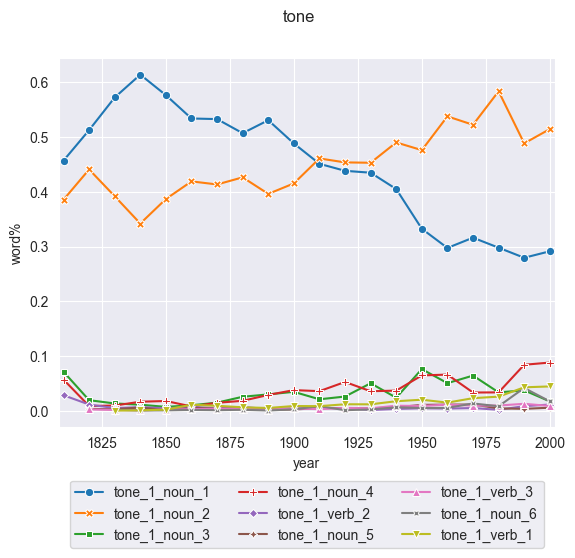 tone
0.6
0.5
0.4
0.3
0.2
0.1
0.0
word%
1825 1850 1875 1900 1925 1950 1975 2000
year
tone_1_noun_1 tone_1_noun_4 tone_1_verb_3
tone_1_noun_2 tone_1_verb_2 tone_1_noun_6
tone_1_noun_3 tone_1_noun_5 tone_1_verb_1